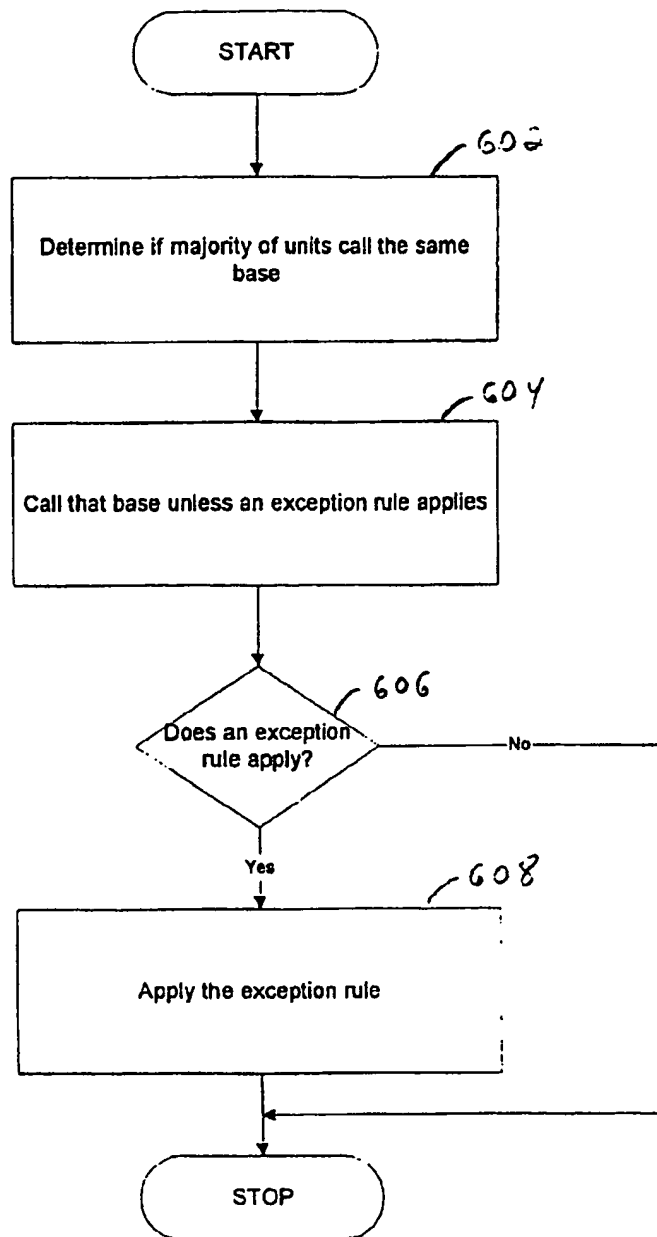 START
602
Determine if majority of units call the same
base
604
Call that base unless an exception rule applies
606
Does an exception
rule apply?
No
Yes
608
Apply the exception rule
STOP